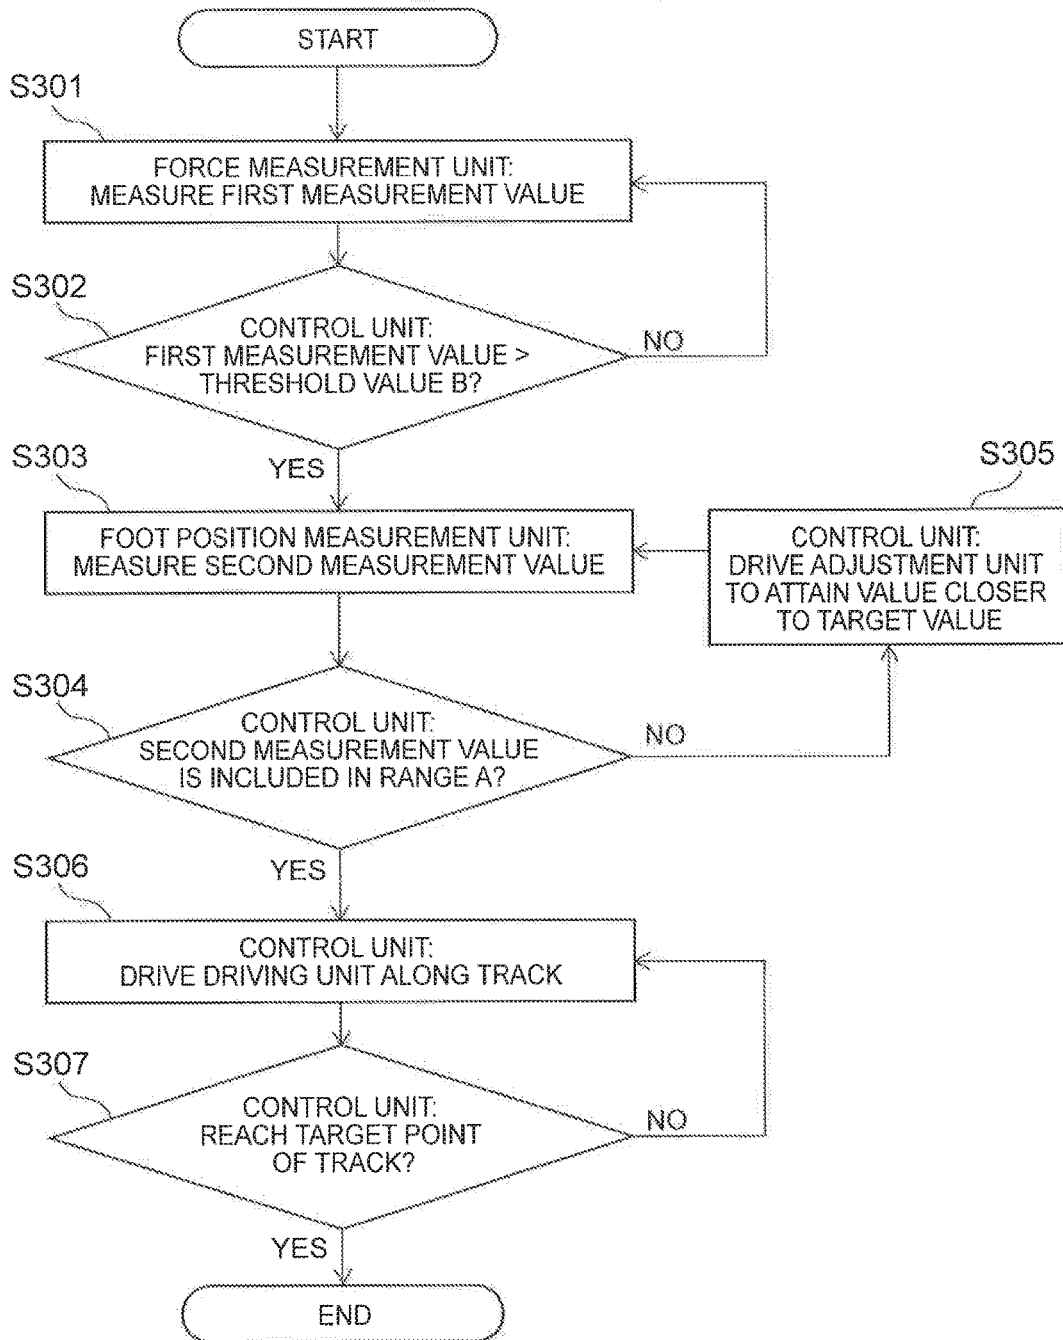 START
S301
FORCE MEASUREMENT UNIT:
MEASURE FIRST MEASUREMENT VALUE
S302
CONTROL UNIT:
FIRST MEASUREMENT VALUE >
THRESHOLD VALUE B?
NO
YES
S303
FOOT POSITION MEASUREMENT UNIT:
MEASURE SECOND MEASUREMENT VALUE
S305
CONTROL UNIT:
DRIVE ADJUSTMENT UNIT
TO ATTAIN VALUE CLOSER
TO TARGET VALUE
S304
CONTROL UNIT:
SECOND MEASUREMENT VALUE
IS INCLUDED IN RANGE A?
NO
YES
S306
CONTROL UNIT:
DRIVE DRIVING UNIT ALONG TRACK
S307
CONTROL UNIT:
REACH TARGET POINT
OF TRACK?
NO
YES
END